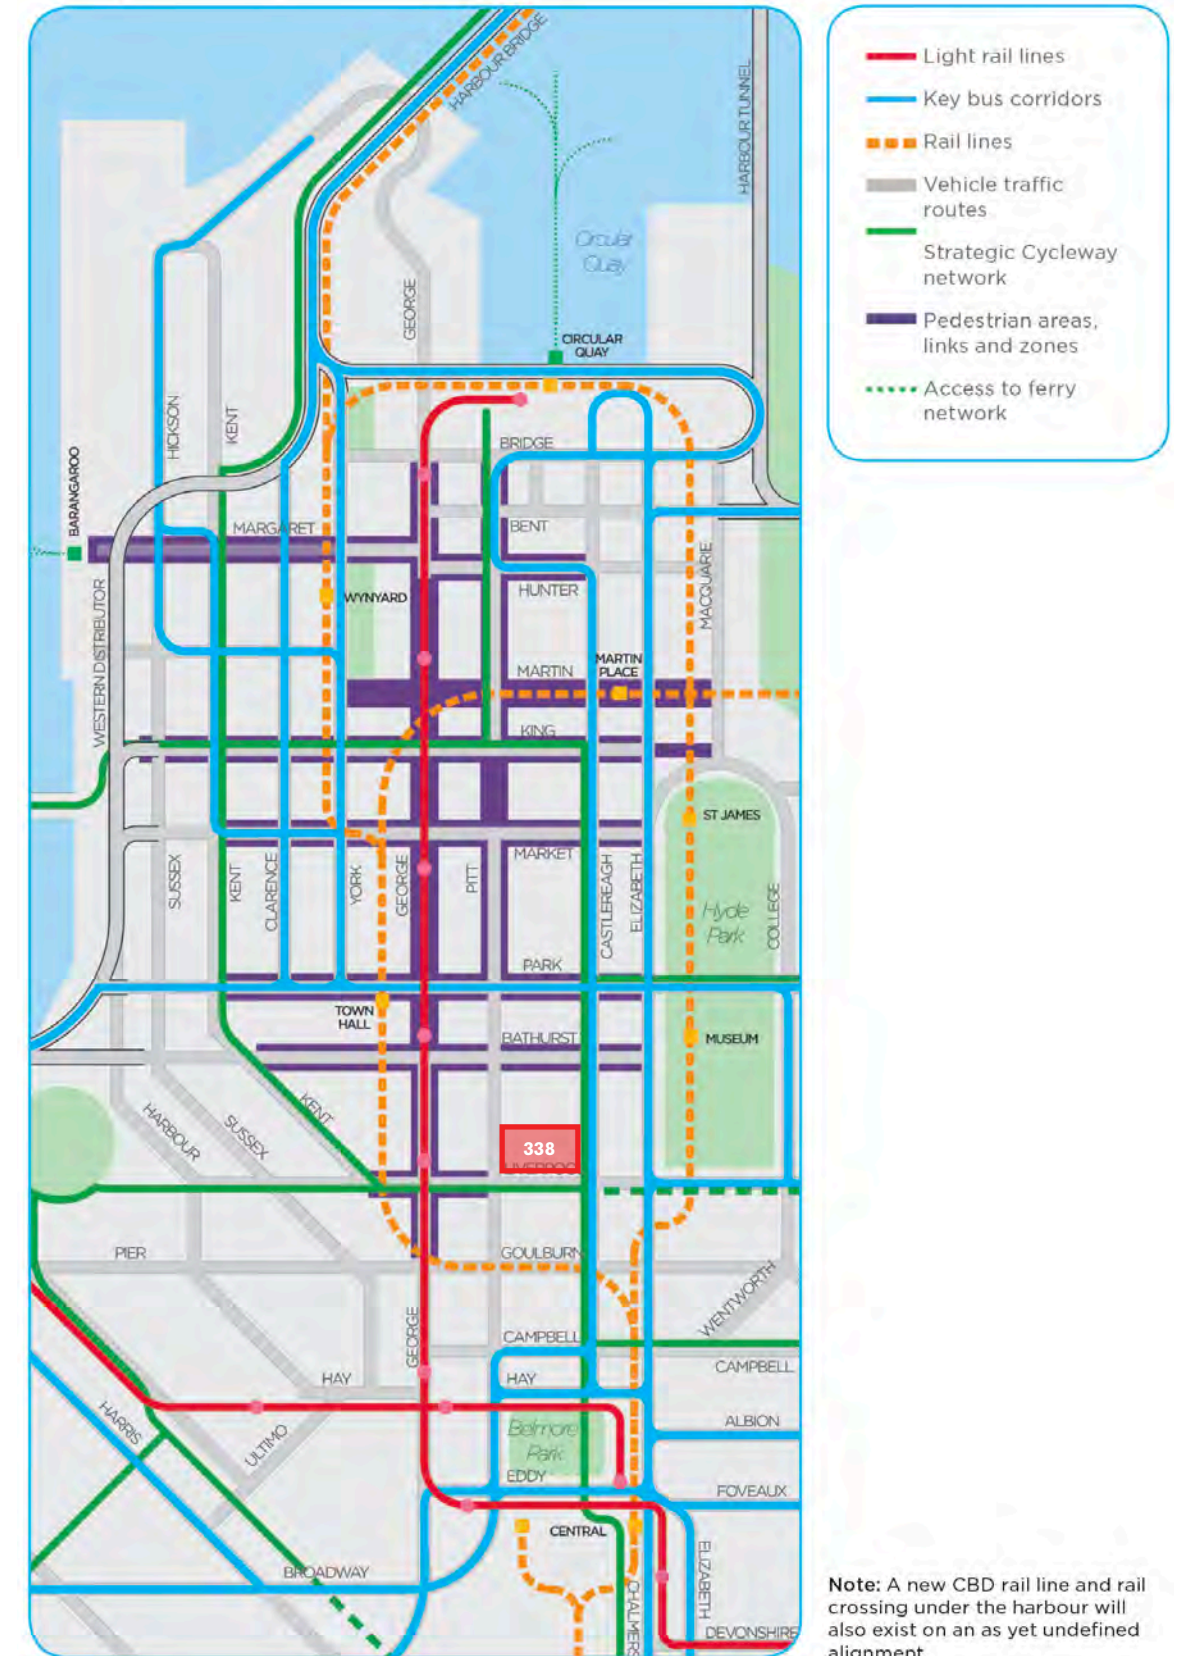 HARBOUR BRIDGE
HARBOUR TUNNEL
Circular
Quay
GEORGE
CIRCULAR
QUAY
HICKSON
KENT
BRIDGE
BARANGAROO
MARGARET
BENT
WYNYARD
HUNTER
MACQUARIE
WESTERN DISTRIBUTOR
MARTIN
MARTIN
PLACE
KING
ST JAMES
MARKET
SUSSEX
KENT
CLARENCE
YORK
GEORGE
PITT
CASTLEREAGH
ELIZABETH
Hyde
Park
COLLEGE
PARK
TOWN
HALL
BATHURST
MUSEUM
KENT
HARBOUR
SUSSEX
338
LIVERPOOL
PIER
GOULBURN
WENTWORTH
GEORGE
CAMPBELL
CAMPBELL
HAY
HAY
HARRIS
ULTIMO
Belmore
Park
ALBION
EDDY
FOVEAUX
CENTRAL
BROADWAY
CHALMERS
ELIZABETH
DEVONSHIRE
Light rail lines
Key bus corridors
Rail lines
Vehicle traffic
routes
Strategic Cycleway
network
Pedestrian areas,
links and zones
Access to ferry
network
Note: A new CBD rail line and rail
crossing under the harbour will
also exist on an as yet undefined
alignment